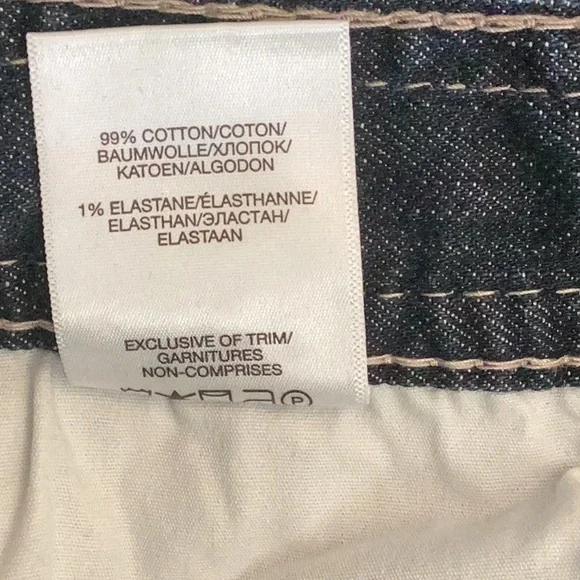 99% COTTON/COTON/
BAUMWOLLE/ХЛОПОК/
KATOEN/ALGODON
1% ELASTANE/ÉLASTHANNE/
ELASTHAN/ЭЛАСТАН/
ELASTAAN
EXCLUSIVE OF TRIM/
GARNITURES
NON-COMPRISES
P